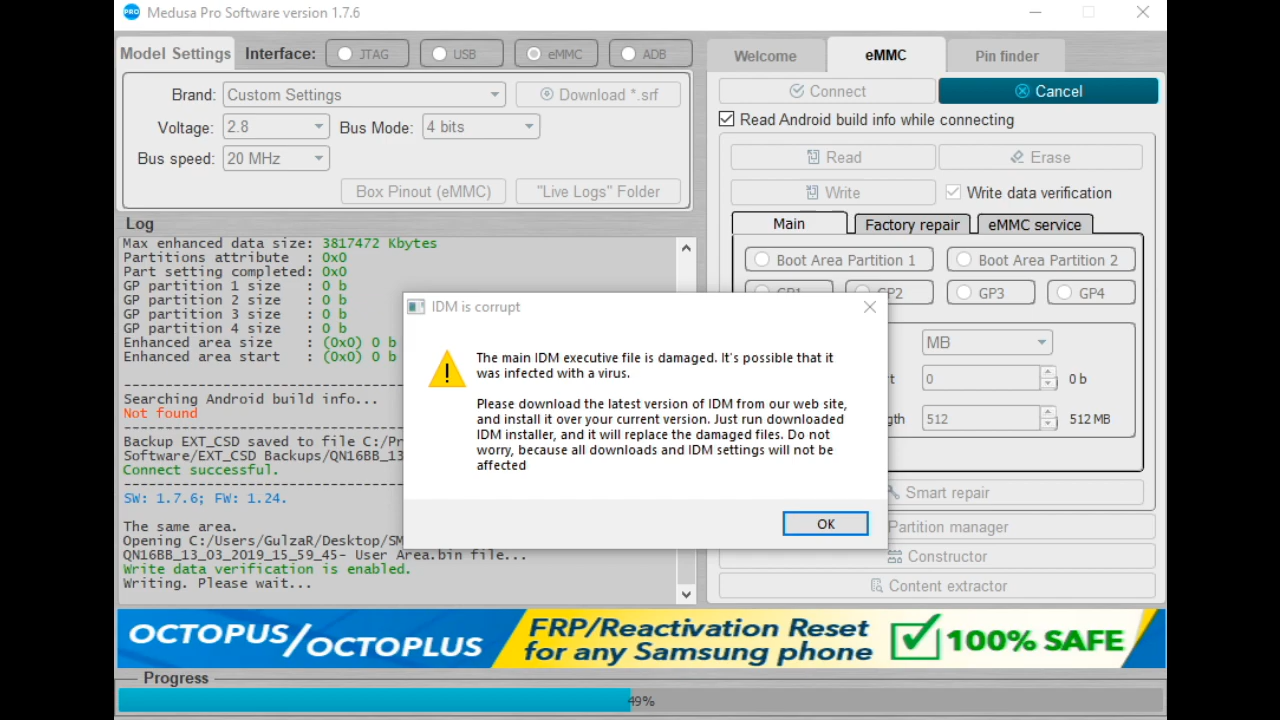 PRO Medusa Pro Software version 1.7.6
Model Settings Interface: JTAG USB eMMC ADB
Brand: Custom Settings Download *.srf
Voltage: 2.8 Bus Mode: 4 bits
Bus speed: 20 MHz
Box Pinout (eMMC) "Live Logs" Folder
Log
Max enhanced data size: 3817472 Kbytes
Partitions attribute : 0x0
Part setting completed: 0x0
GP partition 1 size : 0 b
GP partition 2 size : 0 b
GP partition 3 size : 0 b
GP partition 4 size : 0 b
Enhanced area size : (0x0) 0 b
Enhanced area start : (0x0) 0 b
Searching Android build info...
Not found
Backup EXT_CSD saved to file C:/Pr
Software/EXT_CSD Backups/QN16BB_13
Connect successful.
SW: 1.7.6; FW: 1.24.
The same area.
Opening C:/Users/GulzaR/Desktop/SM
QN16BB_13_03_2019_15_59_45- User Area.bin file...
Write data verification is enabled.
Writing. Please wait...
Welcome eMMC Pin finder
Connect Cancel
Read Android build info while connecting
Read Erase
Write Write data verification
Main Factory repair eMMC service
Boot Area Partition 1 Boot Area Partition 2
GP1 GP2 GP3 GP4
MB
0 0 b
512 512 MB
Smart repair
Partition manager
Constructor
Content extractor
IDM is corrupt
The main IDM executive file is damaged. It's possible that it
was infected with a virus.
Please download the latest version of IDM from our web site,
and install it over your current version. Just run downloaded
IDM installer, and it will replace the damaged files. Do not
worry, because all downloads and IDM settings will not be
affected
OK
OCTOPUS/OCTOPLUS
FRP/Reactivation Reset
for any Samsung phone
100% SAFE
Progress
49%